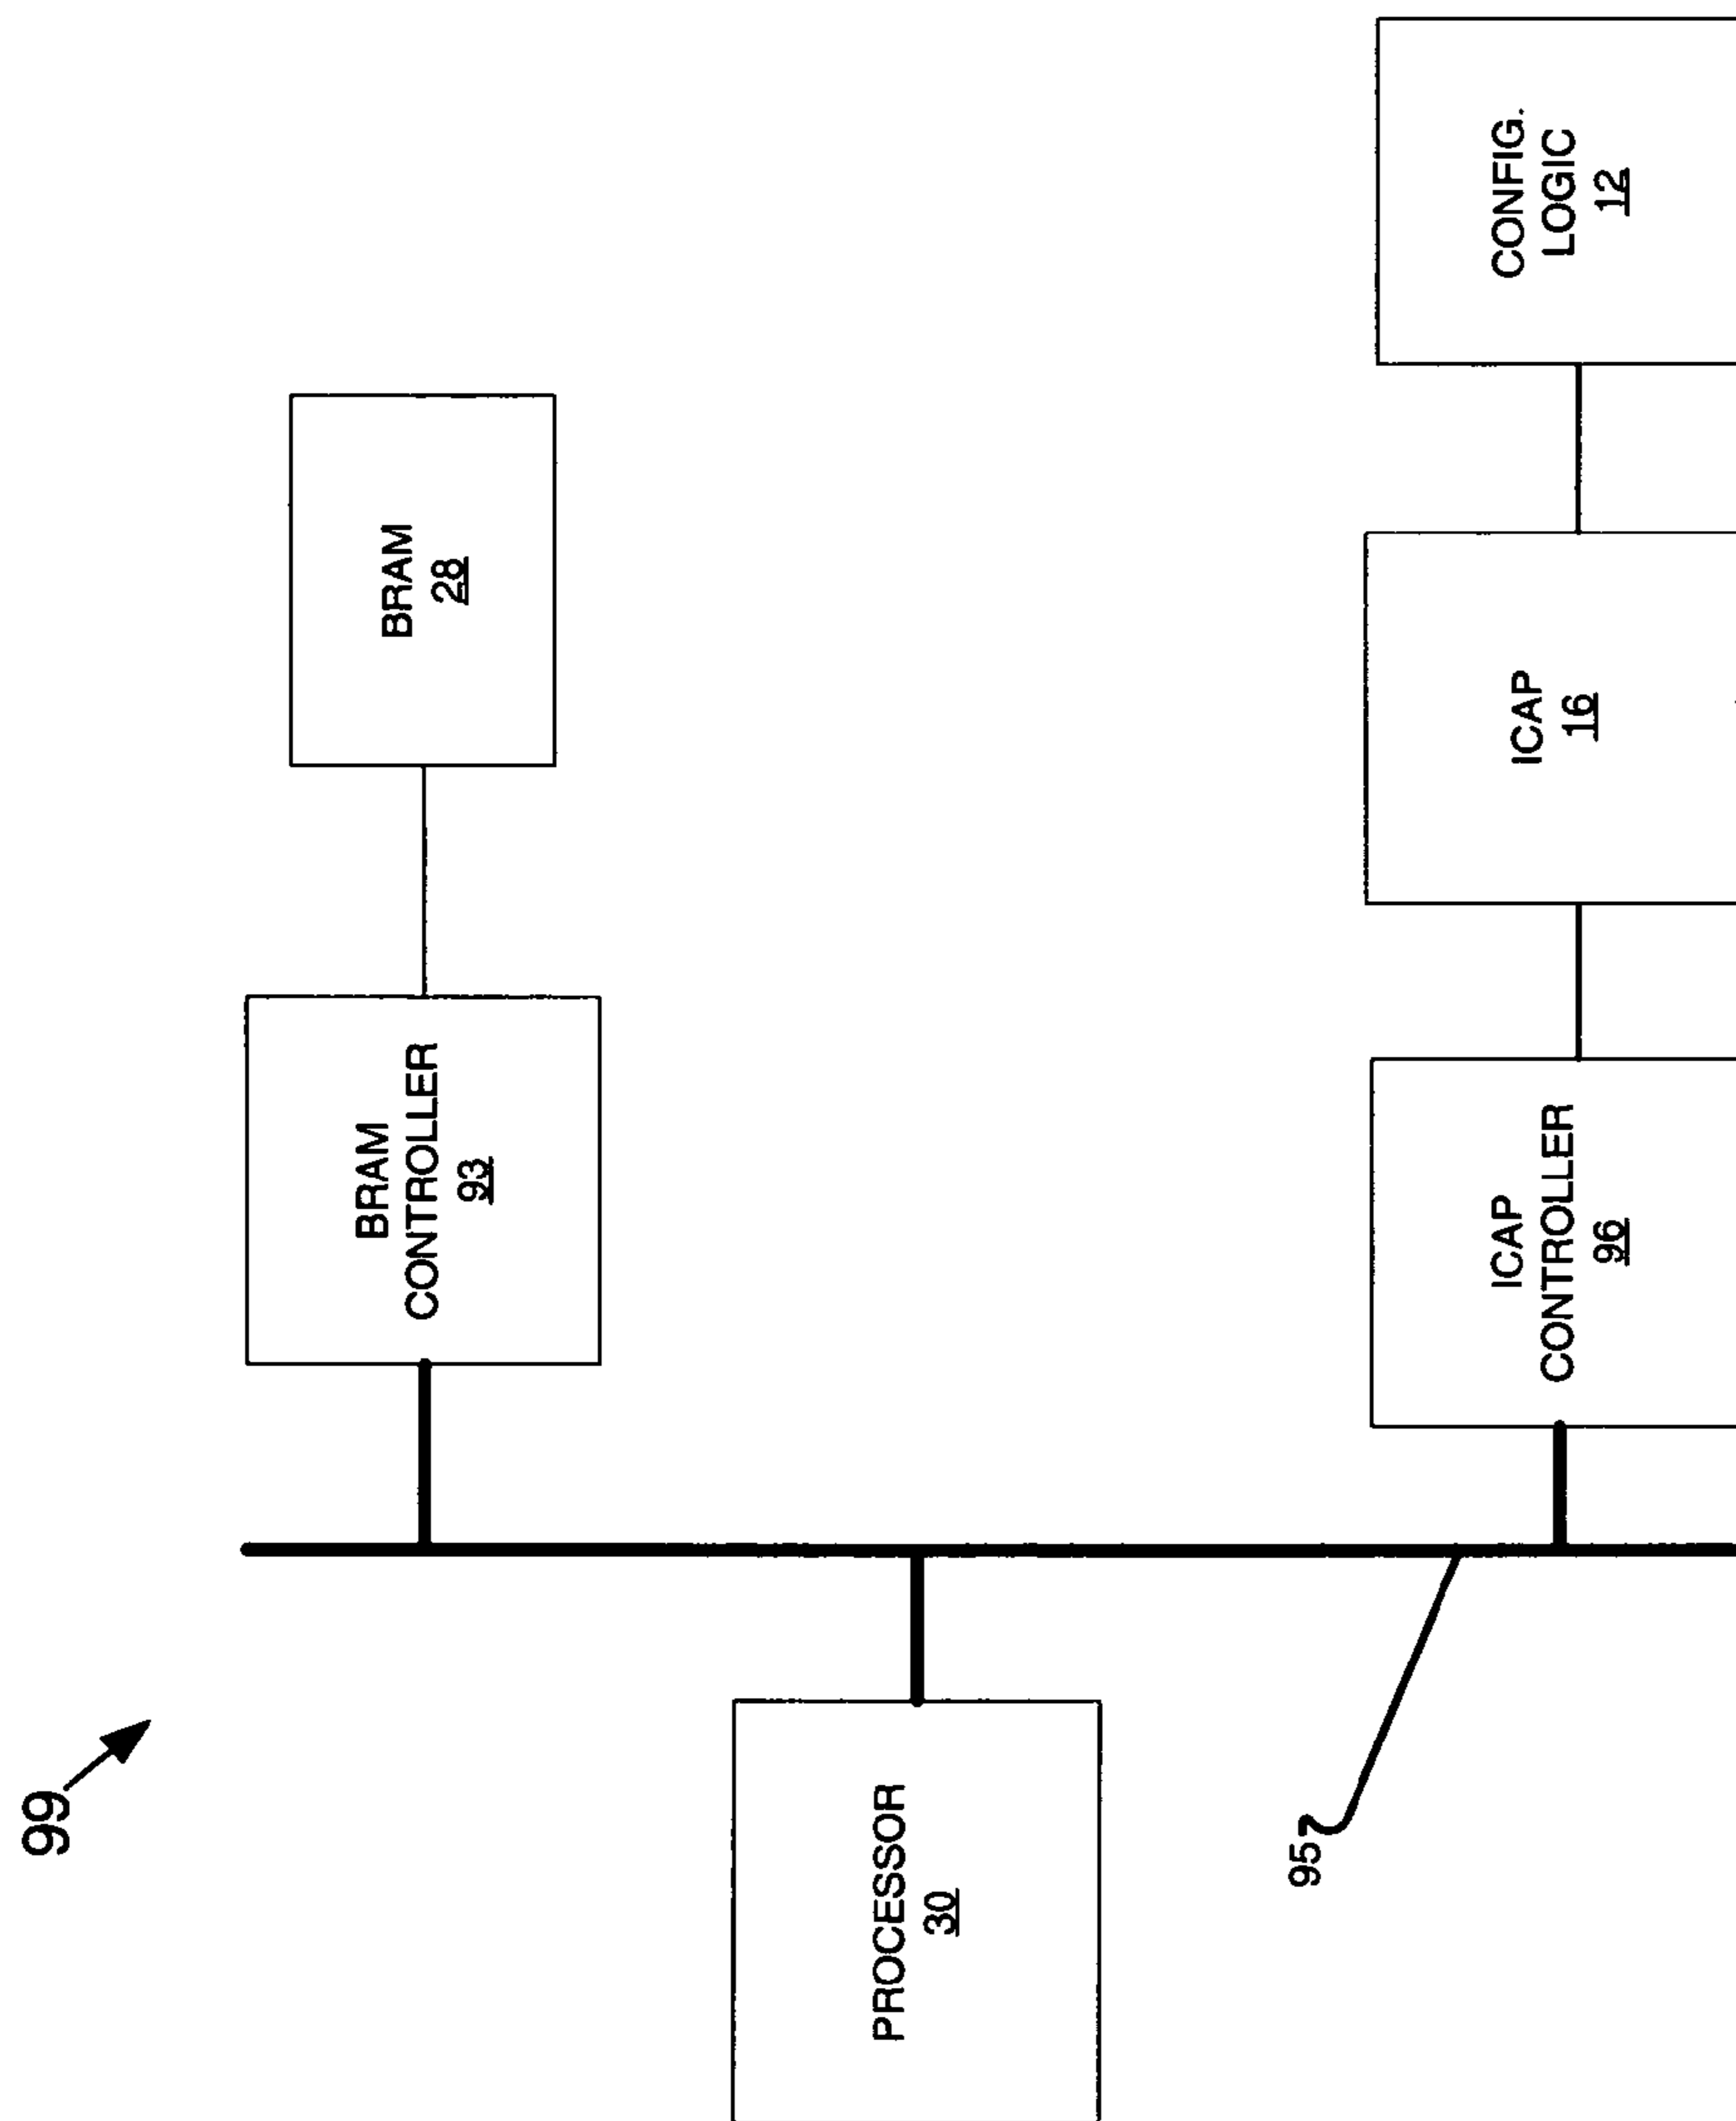 99
BRAM
CONTROLLER
93
BRAM
28
PROCESSOR
30
95
ICAP
CONTROLLER
96
ICAP
16
CONFIG.
LOGIC
12